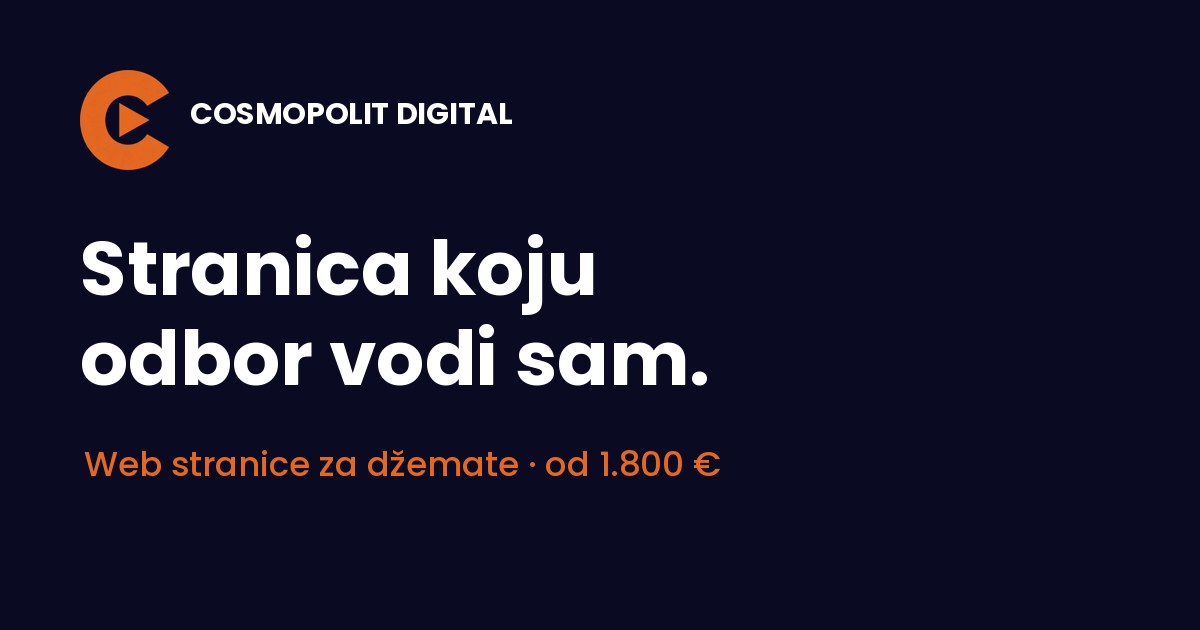 COSMOPOLIT DIGITAL
Stranica koju
odbor vodi sam.
Web stranice za džemate · od 1.800 €